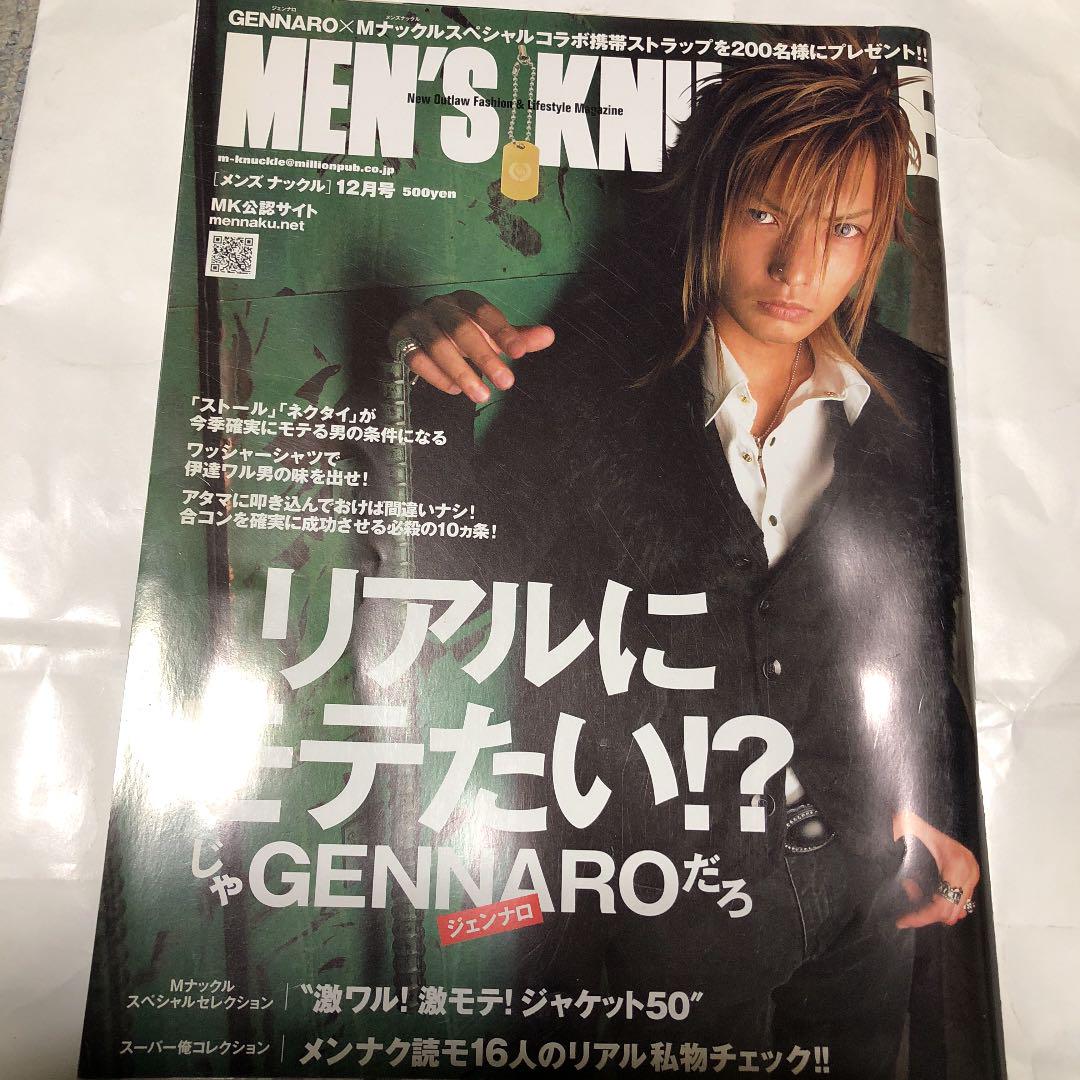 ジェンナロ メンズナックル
GENNARO×Mナックルスペシャルコラボ携帯ストラップを200名様にプレゼント!!
MEN'S KNU E
New Outlaw Fashion & Lifestyle Magazine
m-knuckle@millionpub.co.jp
[メンズ ナックル] 12月号 500yen
MK公認サイト
mennaku.net
「ストール」「ネクタイ」が
今季確実にモテる男の条件になる
ワッシャーシャツで
伊達ワル男の味を出せ!
アタマに叩き込んでおけば間違いナシ!
合コンを確実に成功させる必殺の10ヵ条!
リアルに
モテたい!?
じゃGENNAROだろ
ジェンナロ
Mナックル
スペシャルセレクション
“激ワル! 激モテ! ジャケット50”
スーパー俺コレクション
メンナク読モ16人のリアル私物チェック!!